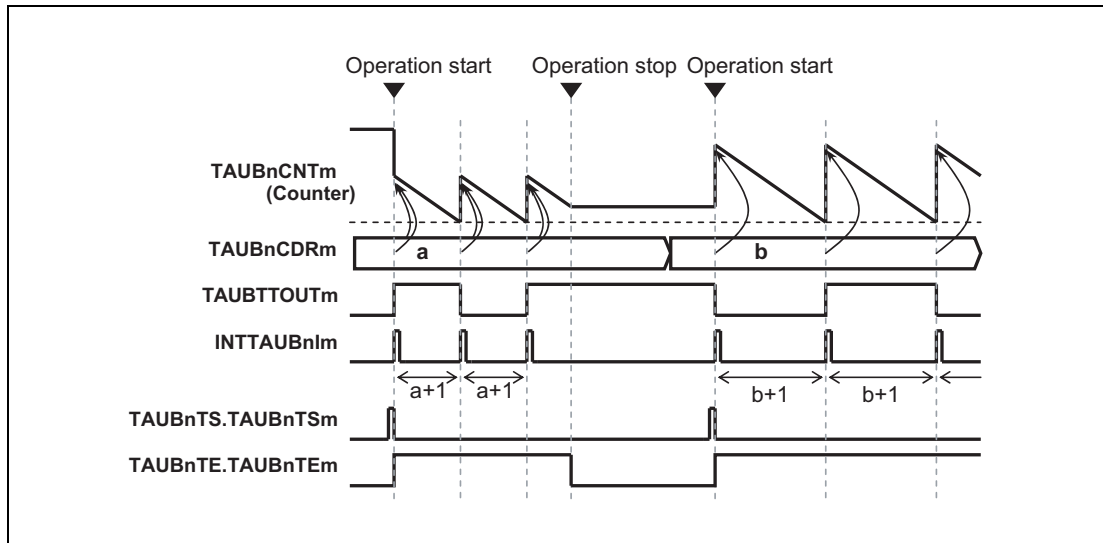 Operation start
Operation stop
Operation start
TAUBnCNTm
(Counter)
TAUBnCDRm
a
b
TAUBTTOUTm
INTTAUBnIm
a+1
a+1
b+1
b+1
TAUBnTS.TAUBnTSm
TAUBnTE.TAUBnTEm